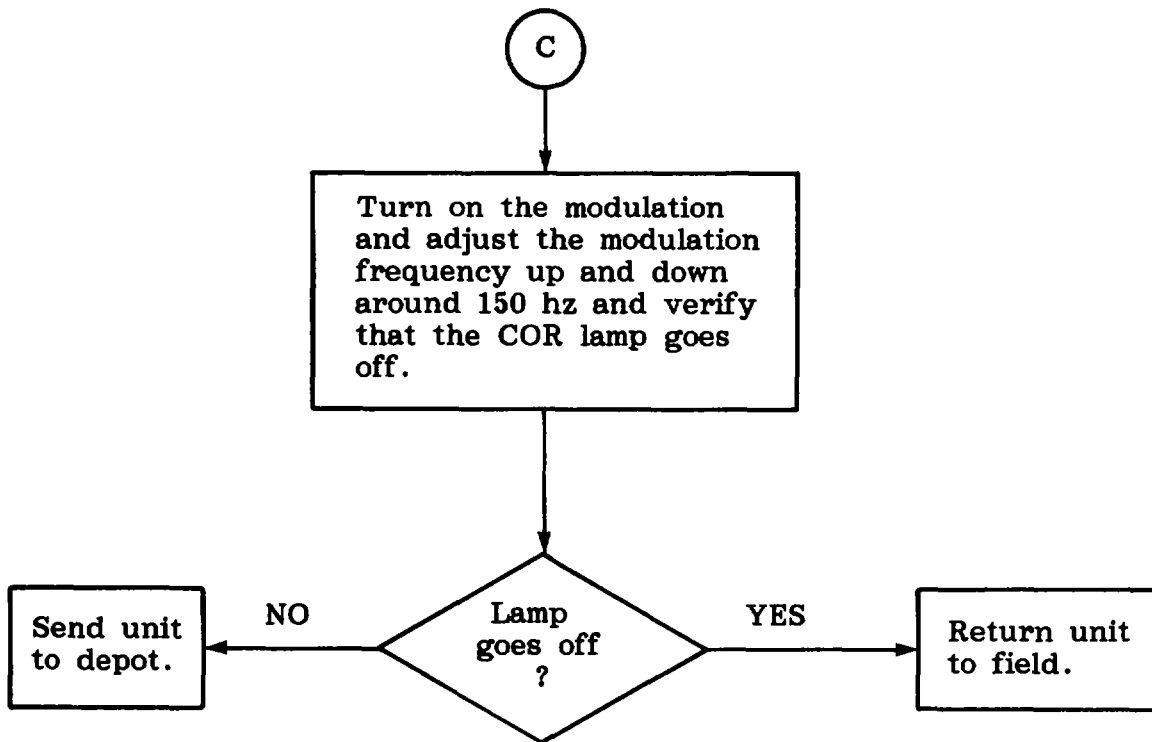 C
Turn on the modulation
and adjust the modulation
frequency up and down
around 150 hz and verify
that the COR lamp goes
off.
Lamp
goes off
?
NO
YES
Send unit
to depot.
Return unit
to field.